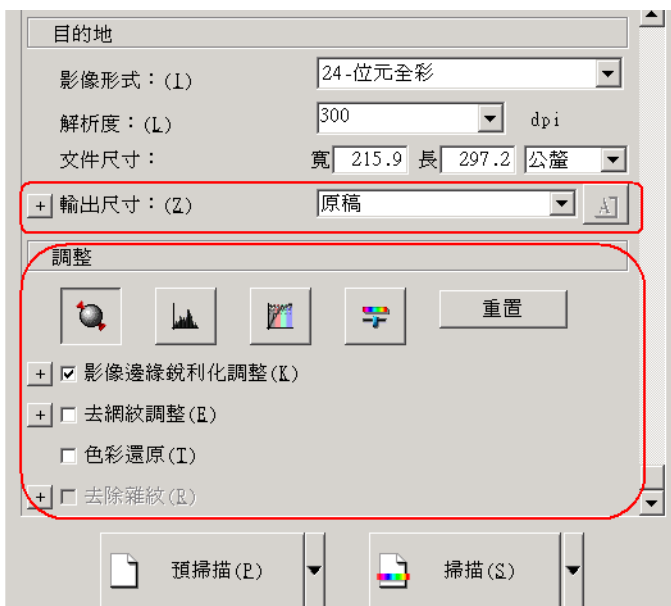 目的地
影像形式：(I) 24-位元全彩
解析度：(L) 300 dpi
文件尺寸： 寬 215.9 長 297.2 公釐
+ 輸出尺寸：(Z) 原稿 A
調整
重置
+ 影像邊緣銳利化調整(K)
+ 去網紋調整(E)
色彩還原(T)
+ 去除雜紋(R)
預掃描(P) 掃描(S)